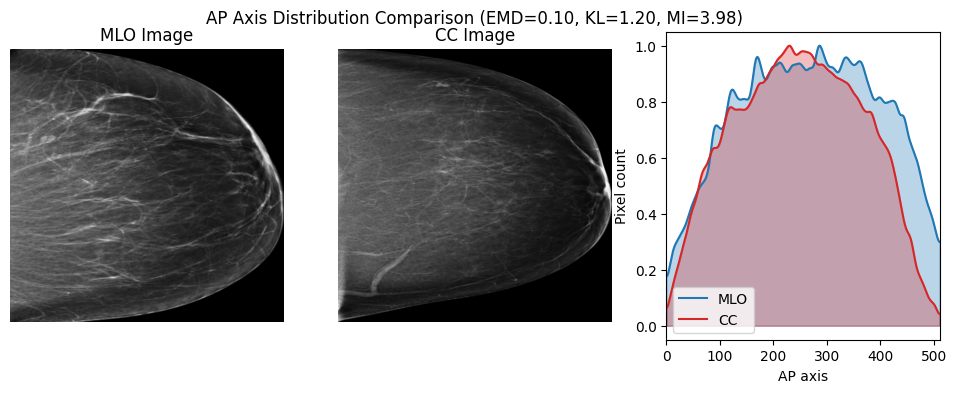 AP Axis Distribution Comparison (EMD=0.10, KL=1.20, MI=3.98)
MLO Image
CC Image
1.0
0.8
0.6
0.4
0.2
0.0
Pixel count
MLO
CC
0
100
200
300
400
500
AP axis